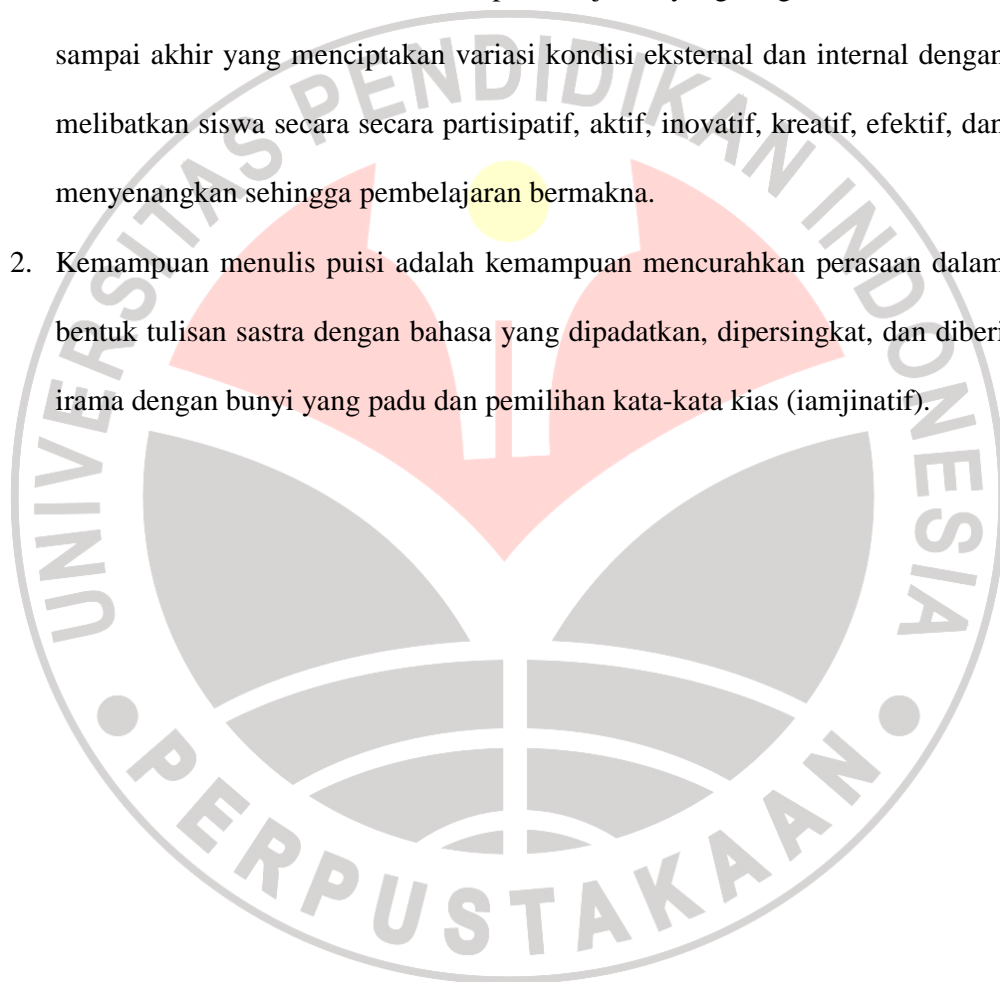 sampai akhir yang menciptakan variasi kondisi eksternal dan internal dengan
melibatkan siswa secara secara partisipatif, aktif, inovatif, kreatif, efektif, dan
menyenangkan sehingga pembelajaran bermakna.
2. Kemampuan menulis puisi adalah kemampuan mencurahkan perasaan dalam
bentuk tulisan sastra dengan bahasa yang dipadatkan, dipersingkat, dan diberi
irama dengan bunyi yang padu dan pemilihan kata-kata kias (iamjinatif).
UNIVERSITAS PENDIDIKAN INDONESIA
PERPUSTAKAAN